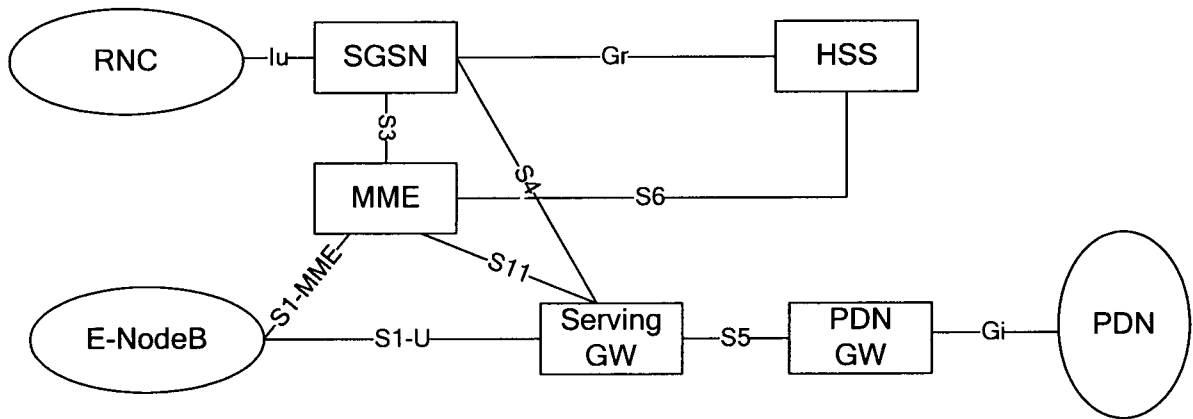 RNC
Iu
SGSN
Gr
HSS
S3
S4
MME
S6
S1-MME
S11
E-NodeB
S1-U
Serving
GW
S5
PDN
GW
Gi
PDN